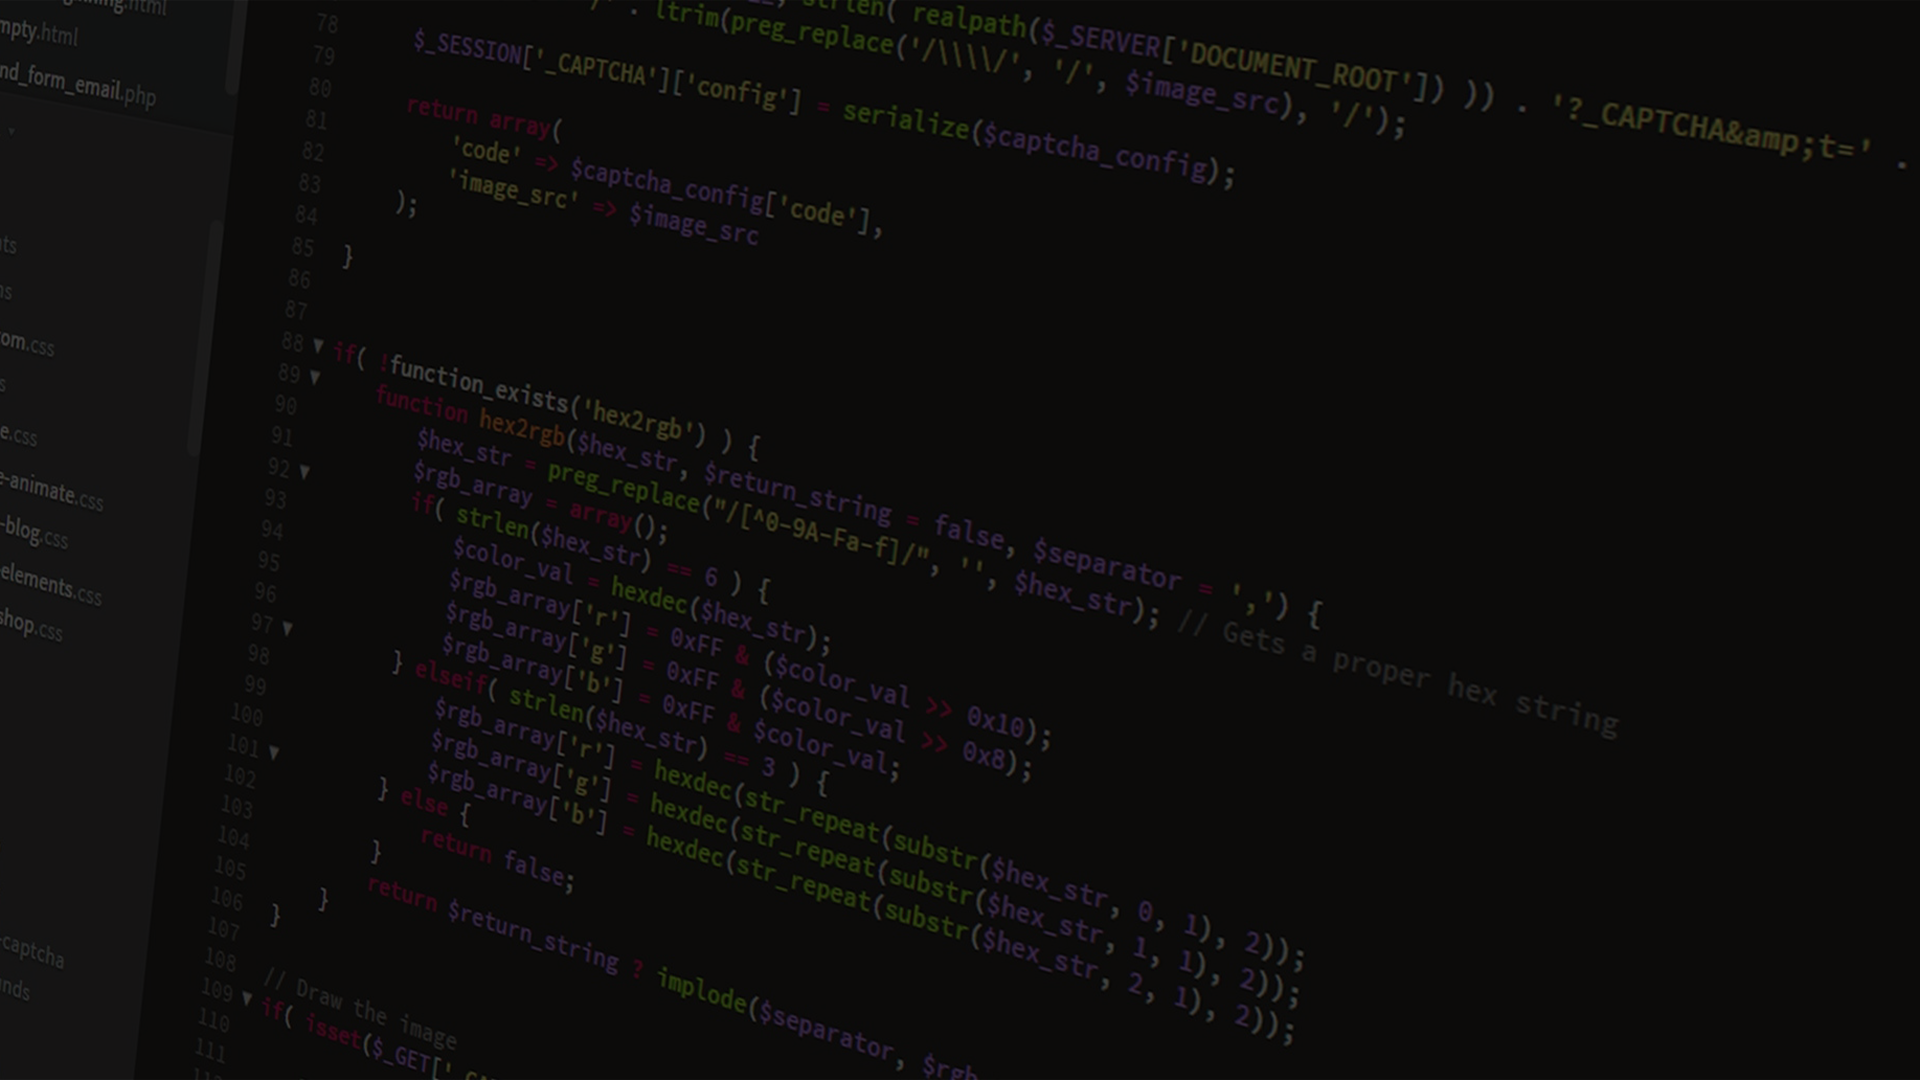 .html
mpty.html
nd_form_email.php
om.css
e.css
e-animate.css
-blog.css
elements.css
shop.css
-captcha
nds
78
79
80
81
82
83
84
85
86
87
88
89
90
91
92
93
94
95
96
97
98
99
100
101
102
103
104
105
106
107
108
109
110
111
strlen( realpath($_SERVER['DOCUMENT_ROOT']) )) . '?_CAPTCHA&amp;t=' .
/' . ltrim(preg_replace('/\\\\/', '/', $image_src), '/');
$_SESSION['_CAPTCHA']['config'] = serialize($captcha_config);
return array(
'code' => $captcha_config['code'],
'image_src' => $image_src
);
}
if( !function_exists('hex2rgb') ) {
function hex2rgb($hex_str, $return_string = false, $separator = ',') {
$hex_str = preg_replace("/[^0-9A-Fa-f]/", '', $hex_str); // Gets a proper hex string
$rgb_array = array();
if( strlen($hex_str) == 6 ) {
$color_val = hexdec($hex_str);
$rgb_array['r'] = 0xFF & ($color_val >> 0x10);
$rgb_array['g'] = 0xFF & ($color_val >> 0x8);
$rgb_array['b'] = 0xFF & $color_val;
} elseif( strlen($hex_str) == 3 ) {
$rgb_array['r'] = hexdec(str_repeat(substr($hex_str, 0, 1), 2));
$rgb_array['g'] = hexdec(str_repeat(substr($hex_str, 1, 1), 2));
$rgb_array['b'] = hexdec(str_repeat(substr($hex_str, 2, 1), 2));
} else {
return false;
}
return $return_string ? implode($separator, $rgb
}
}
// Draw the image
if( isset($_GET['